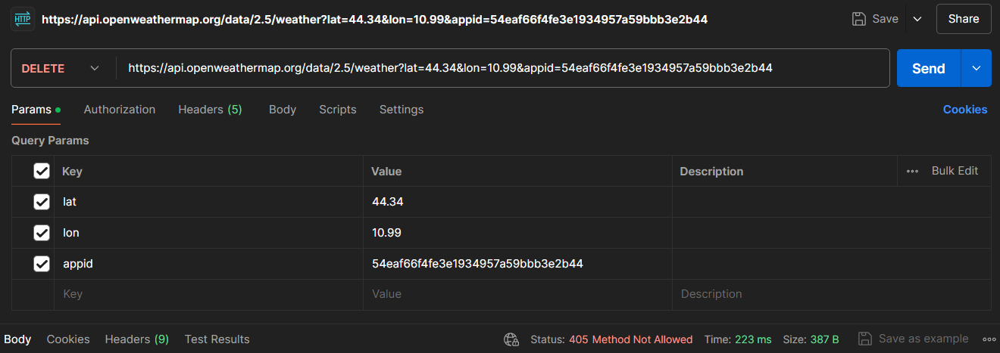 HTTP https://api.openweathermap.org/data/2.5/weather?lat=44.34&lon=10.99&appid=54eaf66f4fe3e1934957a59bbb3e2b44 Save Share
DELETE https://api.openweathermap.org/data/2.5/weather?lat=44.34&lon=10.99&appid=54eaf66f4fe3e1934957a59bbb3e2b44 Send
Params Authorization Headers (5) Body Scripts Settings Cookies
Query Params
Key Value Description Bulk Edit
lat 44.34
lon 10.99
appid 54eaf66f4fe3e1934957a59bbb3e2b44
Key Value Description
Body Cookies Headers (9) Test Results Status: 405 Method Not Allowed Time: 223 ms Size: 387 B Save as example